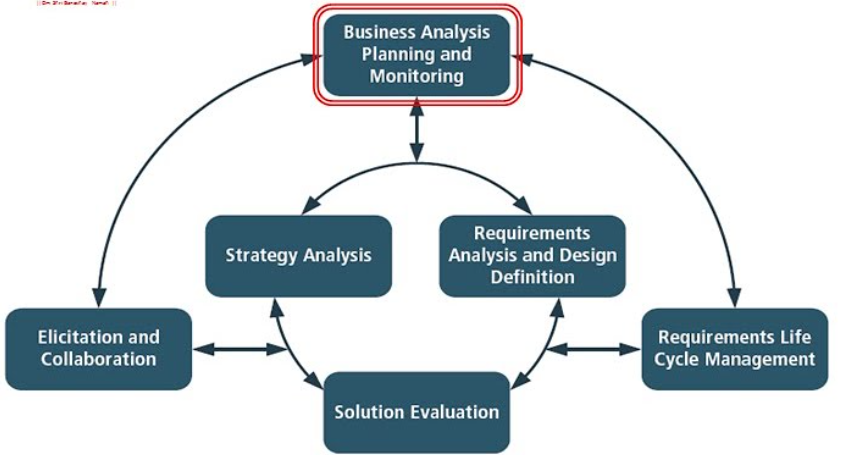 Business Analysis
Planning and
Monitoring
Strategy Analysis
Requirements
Analysis and Design
Definition
Elicitation and
Collaboration
Requirements Life
Cycle Management
Solution Evaluation